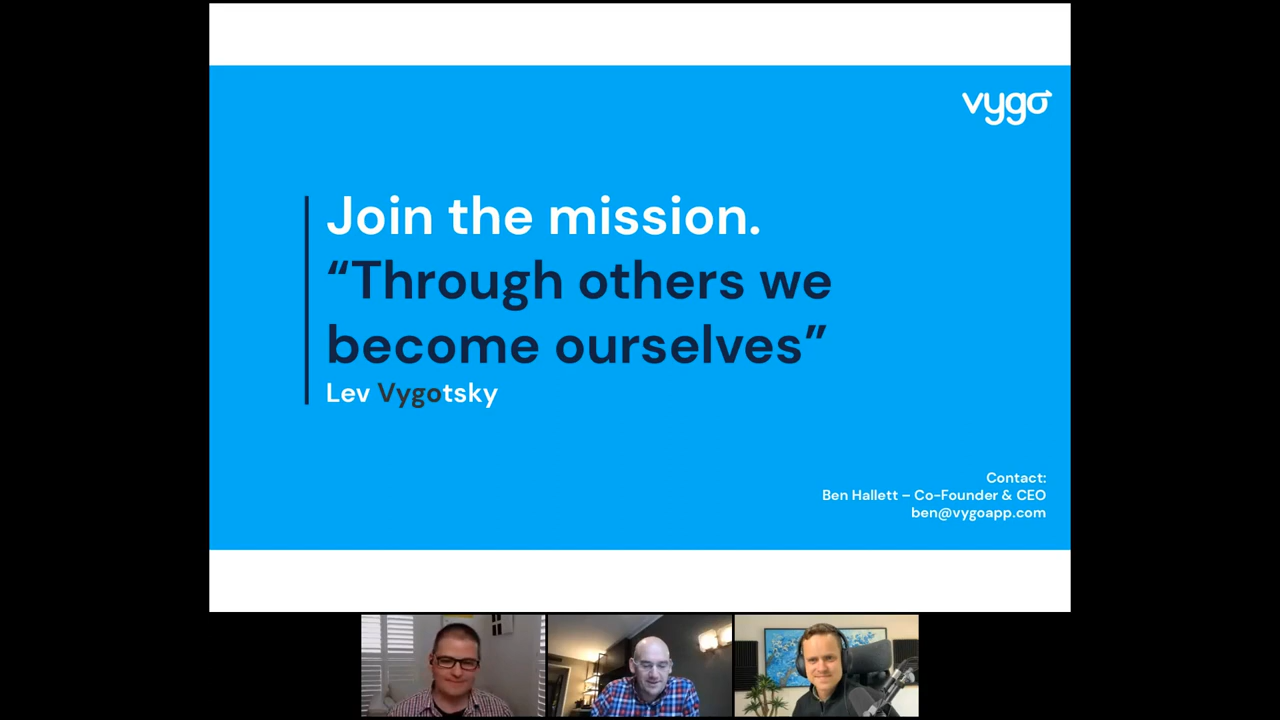 vygo
Join the mission.
“Through others we
become ourselves”
Lev Vygotsky
Contact:
Ben Hallett – Co-Founder & CEO
ben@vygoapp.com